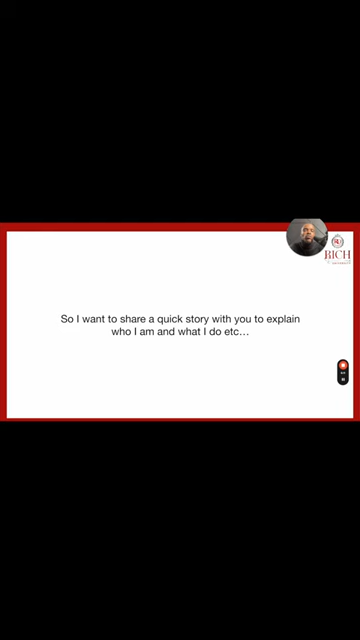 RICH
So I want to share a quick story with you to explain
who I am and what I do etc…